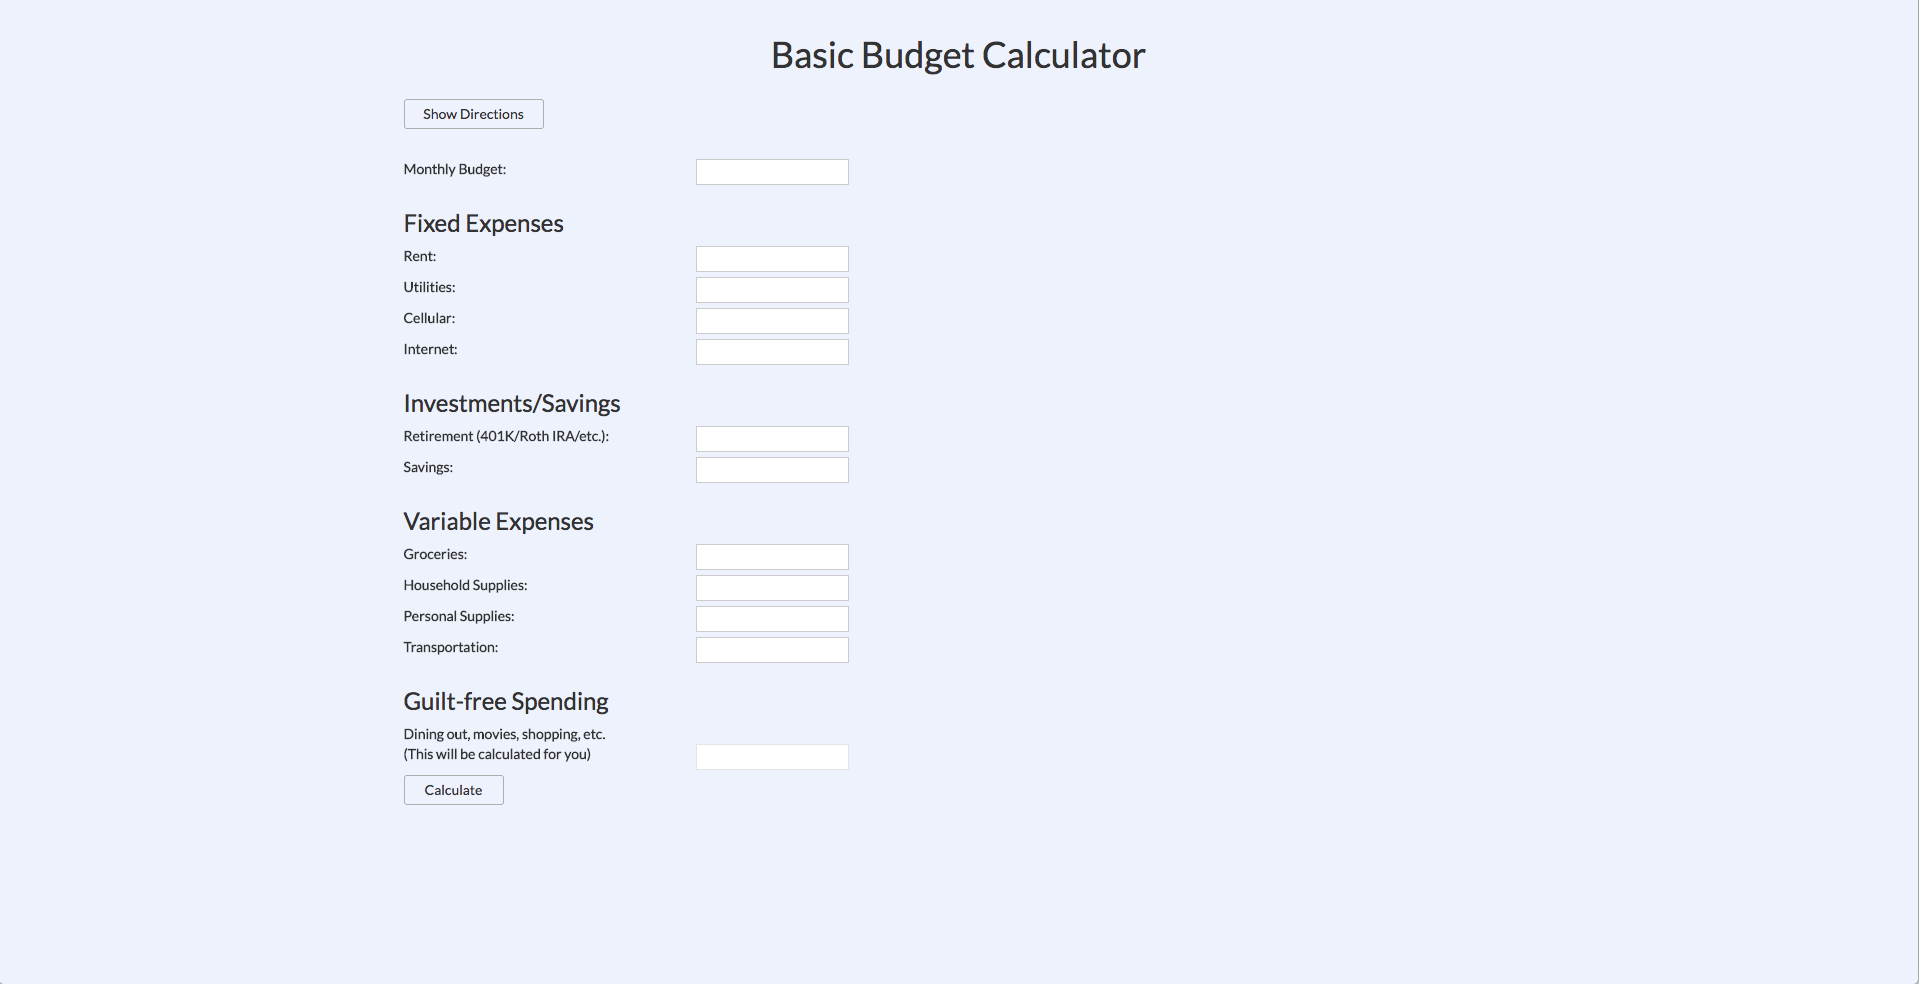 Basic Budget Calculator
Show Directions
Monthly Budget:
Fixed Expenses
Rent:
Utilities:
Cellular:
Internet:
Investments/Savings
Retirement (401K/Roth IRA/etc.):
Savings:
Variable Expenses
Groceries:
Household Supplies:
Personal Supplies:
Transportation:
Guilt-free Spending
Dining out, movies, shopping, etc.
(This will be calculated for you)
Calculate